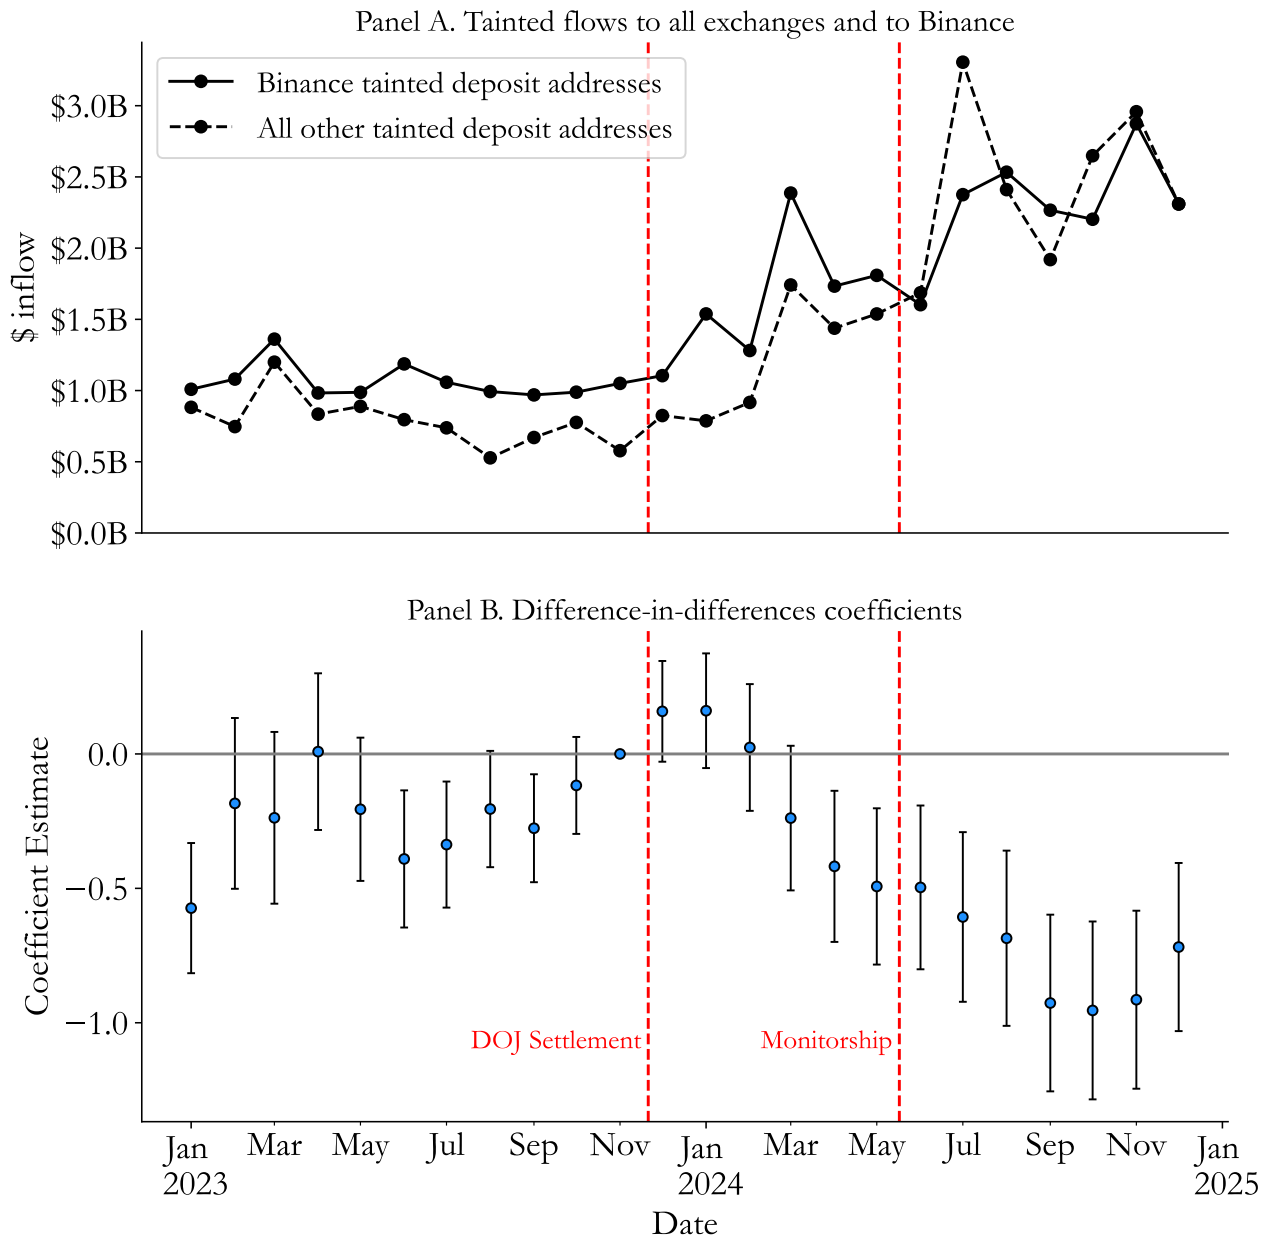 Panel A. Tainted flows to all exchanges and to Binance
Binance tainted deposit addresses
All other tainted deposit addresses
$3.0B
$2.5B
$2.0B
$1.5B
$1.0B
$0.5B
$0.0B
$ inflow
Panel B. Difference-in-differences coefficients
0.0
−0.5
−1.0
Coefficient Estimate
DOJ Settlement
Monitorship
Jan Mar May Jul Sep Nov Jan Mar May Jul Sep Nov Jan
2023 2024 2025
Date